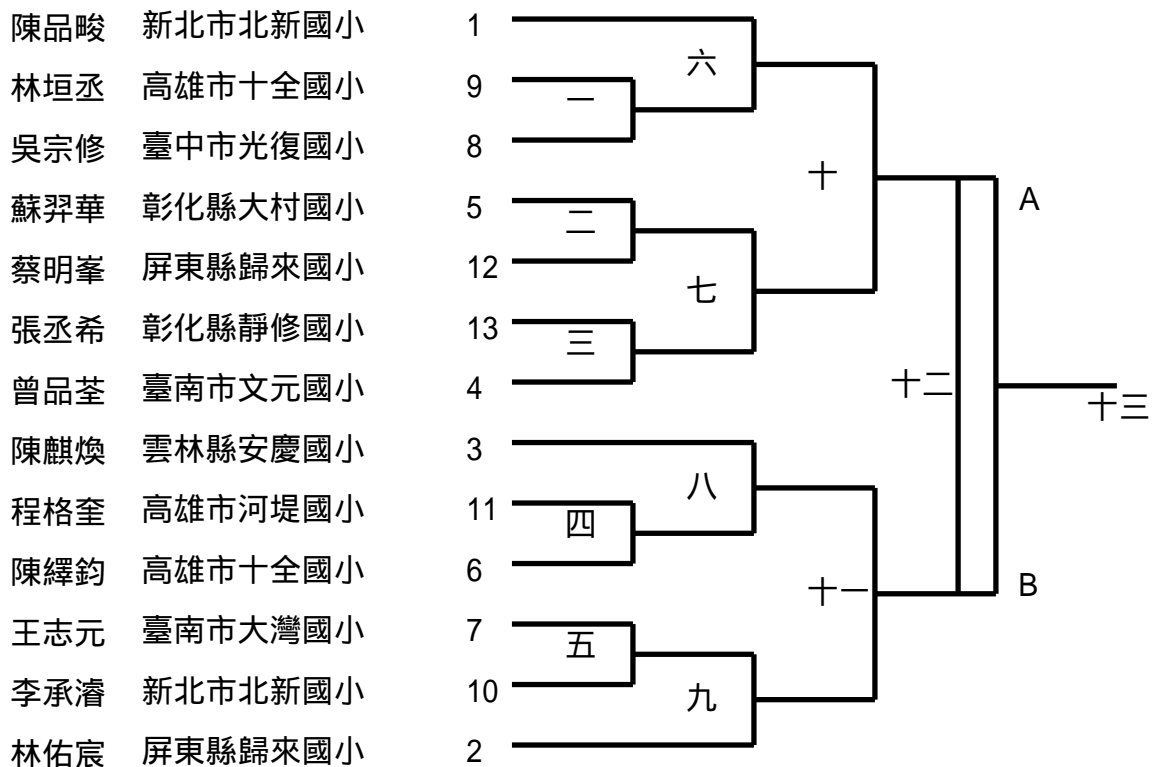 陳品畯 新北市北新國小 1
六
林垣丞 高雄市十全國小 9
一
吳宗修 臺中市光復國小 8
十
A
蘇羿華 彰化縣大村國小 5
二
蔡明峯 屏東縣歸來國小 12
七
張丞希 彰化縣靜修國小 13
三
曾品荃 臺南市文元國小 4
十二
十三
陳麒煥 雲林縣安慶國小 3
八
程格奎 高雄市河堤國小 11
四
陳繹鈞 高雄市十全國小 6
十一
B
王志元 臺南市大灣國小 7
五
李承濬 新北市北新國小 10
九
林佑宸 屏東縣歸來國小 2